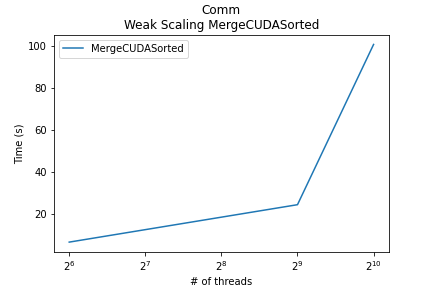 Comm
Weak Scaling MergeCUDASorted
MergeCUDASorted
100
80
60
40
20
Time (s)
2⁶ 2⁷ 2⁸ 2⁹ 2¹⁰
# of threads